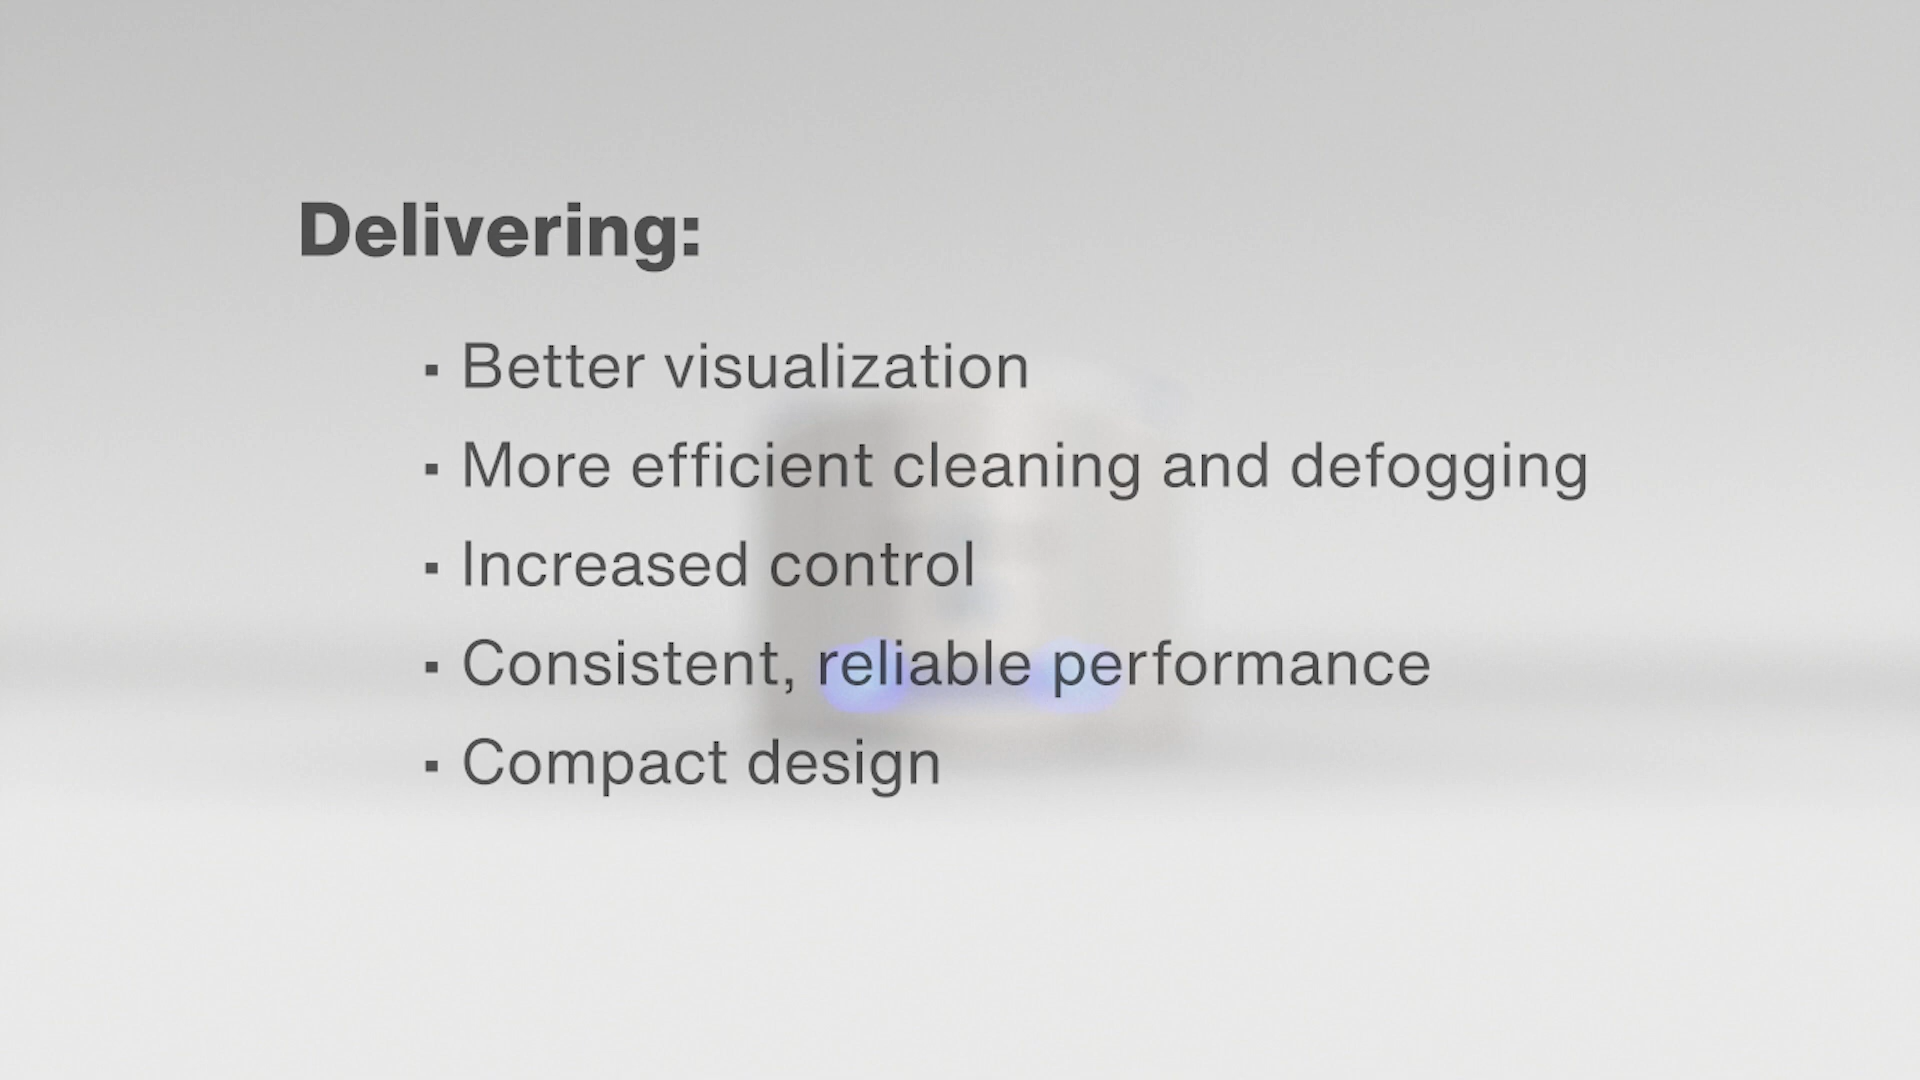 Delivering:
▪ Better visualization
▪ More efficient cleaning and defogging
▪ Increased control
▪ Consistent, reliable performance
▪ Compact design